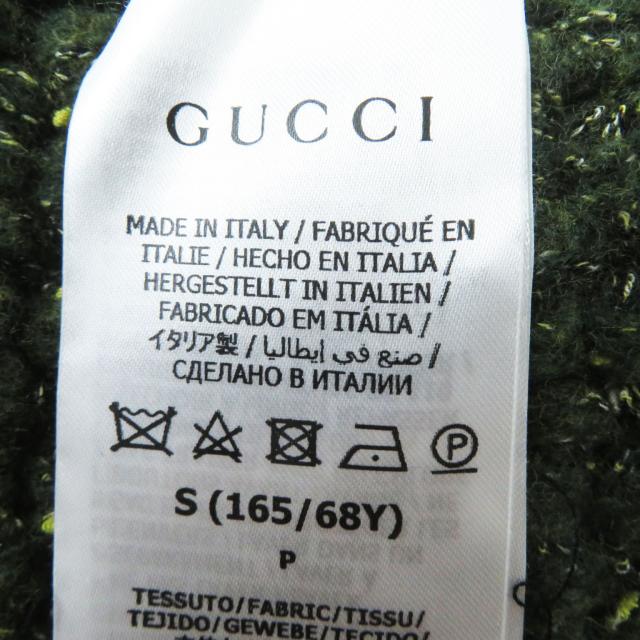 GUCCI
MADE IN ITALY / FABRIQUÉ EN
ITALIE / HECHO EN ITALIA /
HERGESTELLT IN ITALIEN /
FABRICADO EM ITÁLIA /
イタリア製 / صنع في إيطاليا /
СДЕЛАНО В ИТАЛИИ
P
S (165/68Y)
P
TESSUTO/FABRIC/TISSU/
TEJIDO/GEWEBE/TECIDO/